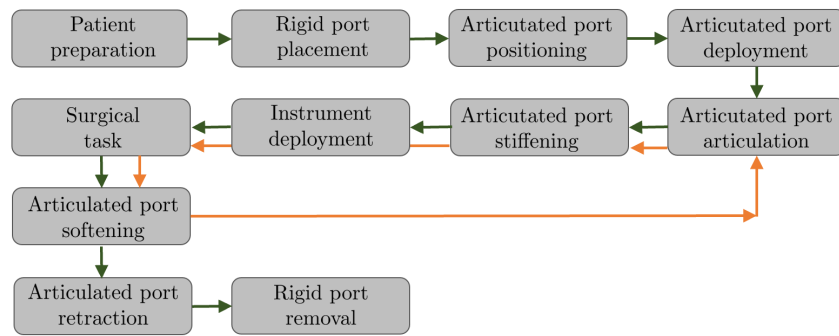 Patient
preparation
Rigid port
placement
Articutated port
positioning
Articutated port
deployment
Surgical
task
Instrument
deployment
Articutated port
stiffening
Articutated port
articulation
Articulated port
softening
Articulated port
retraction
Rigid port
removal